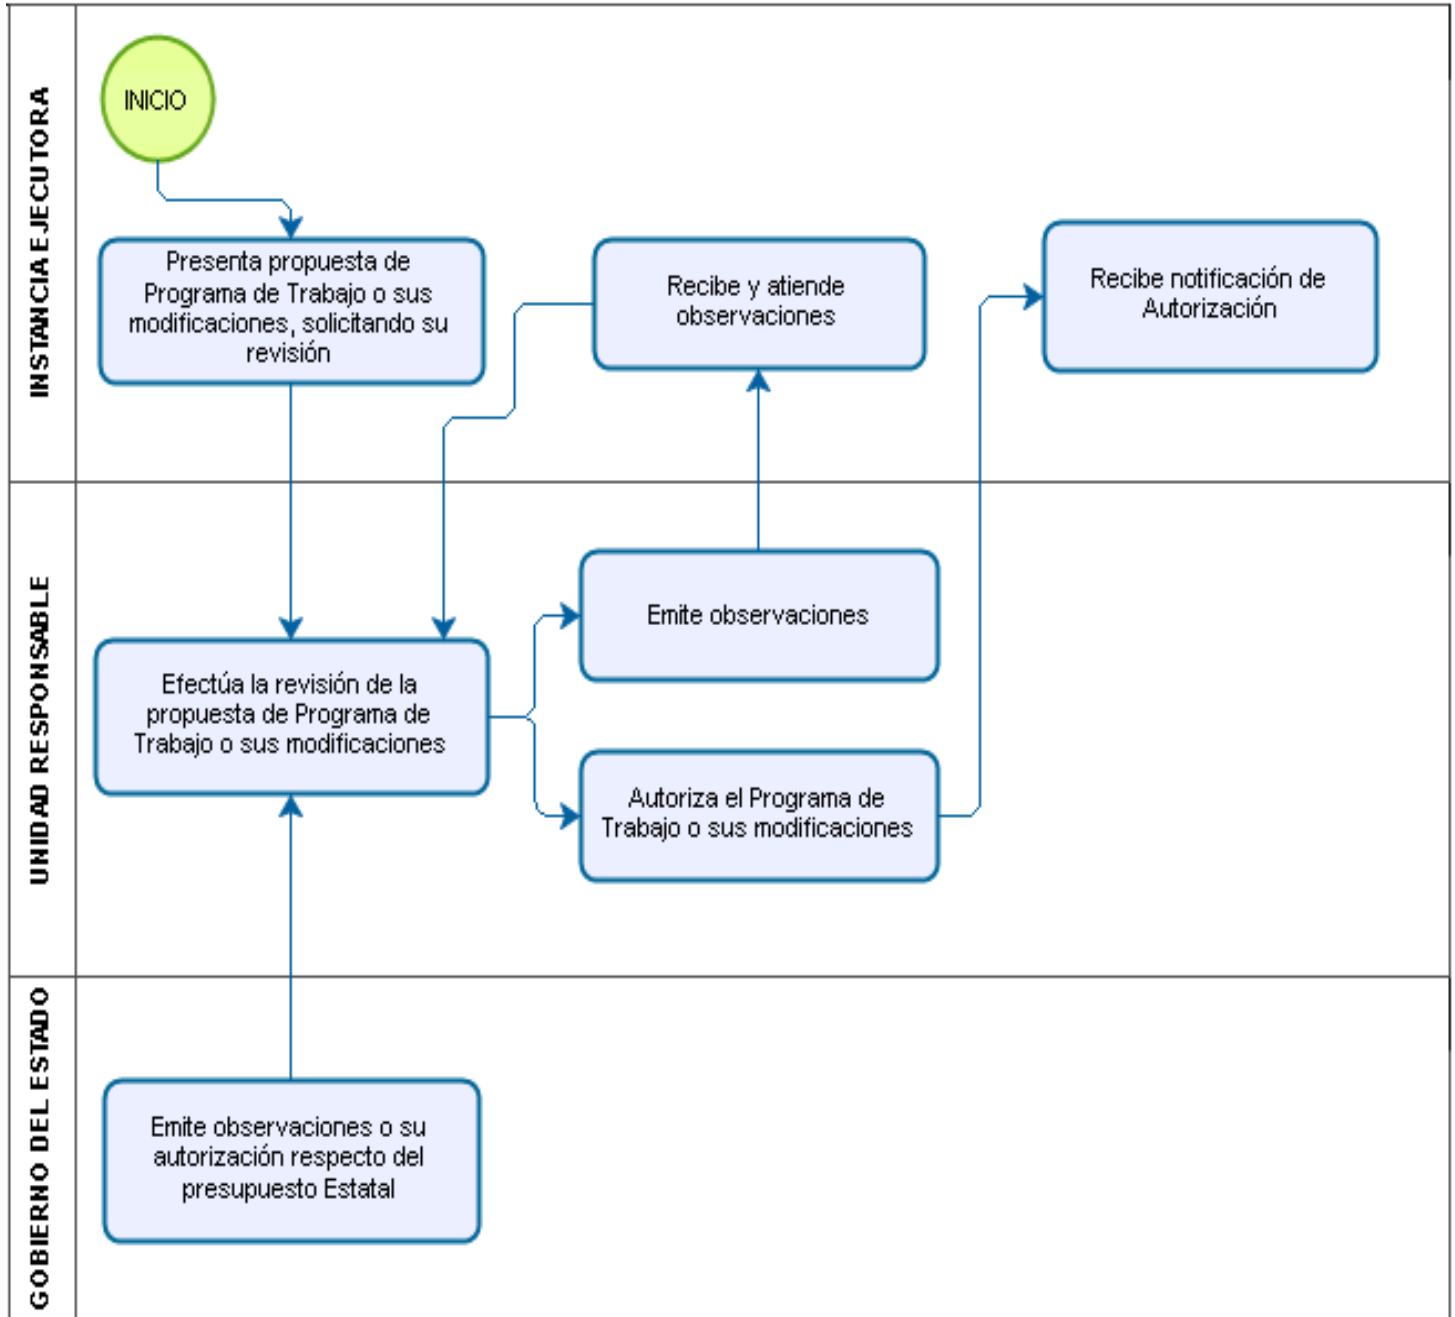 INSTANCIA EJECUTORA
INICIO
Presenta propuesta de
Programa de Trabajo o sus
modificaciones, solicitando su
revisión
Recibe y atiende
observaciones
Recibe notificación de
Autorización
UNIDAD RESPONSABLE
Efectúa la revisión de la
propuesta de Programa de
Trabajo o sus modificaciones
Emite observaciones
Autoriza el Programa de
Trabajo o sus modificaciones
GOBIERNO DEL ESTADO
Emite observaciones o su
autorización respecto del
presupuesto Estatal